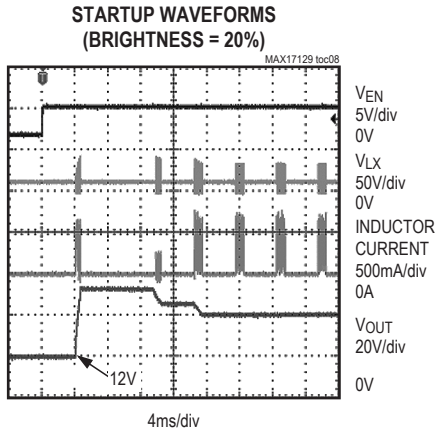 STARTUP WAVEFORMS
(BRIGHTNESS = 20%)
MAX17129 toc08
VEN
5V/div
0V
VLX
50V/div
0V
INDUCTOR
CURRENT
500mA/div
0A
VOUT
20V/div
0V
12V
4ms/div